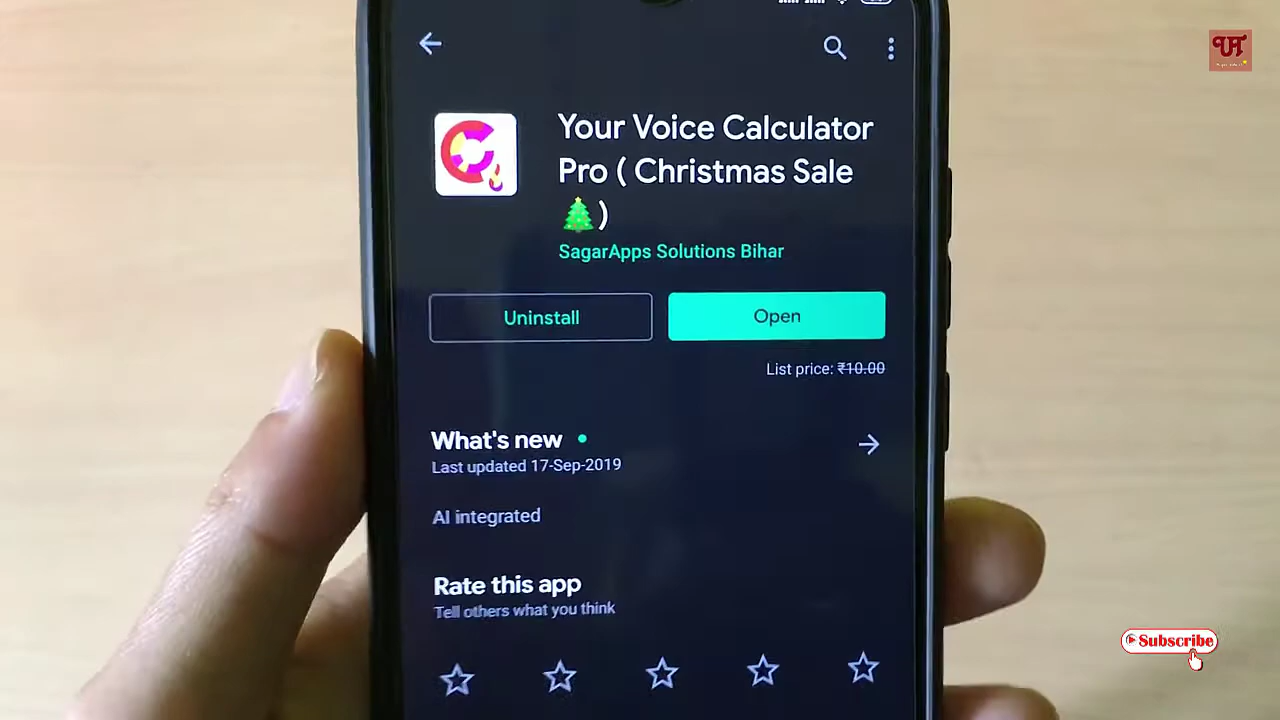 Your Voice Calculator
Pro ( Christmas Sale
🎄)
SagarApps Solutions Bihar
Uninstall
Open
List price: ₹10.00
What's new
Last updated 17-Sep-2019
AI integrated
Rate this app
Tell others what you think
Subscribe